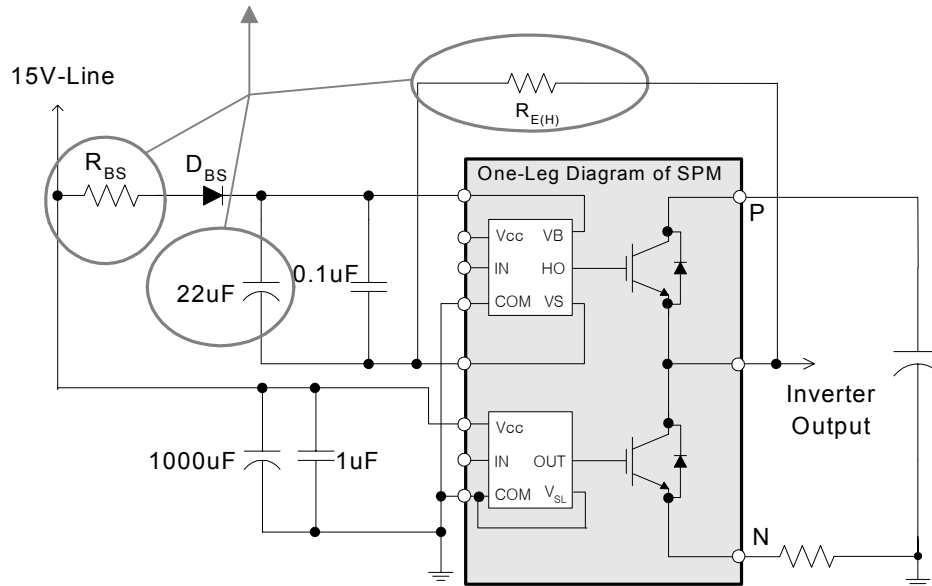 15V-Line
R_E(H)
R_BS
D_BS
One-Leg Diagram of SPM
P
Vcc VB
IN HO
COM VS
22uF
0.1uF
Inverter
Output
Vcc
IN OUT
COM V_SL
1000uF
1uF
N